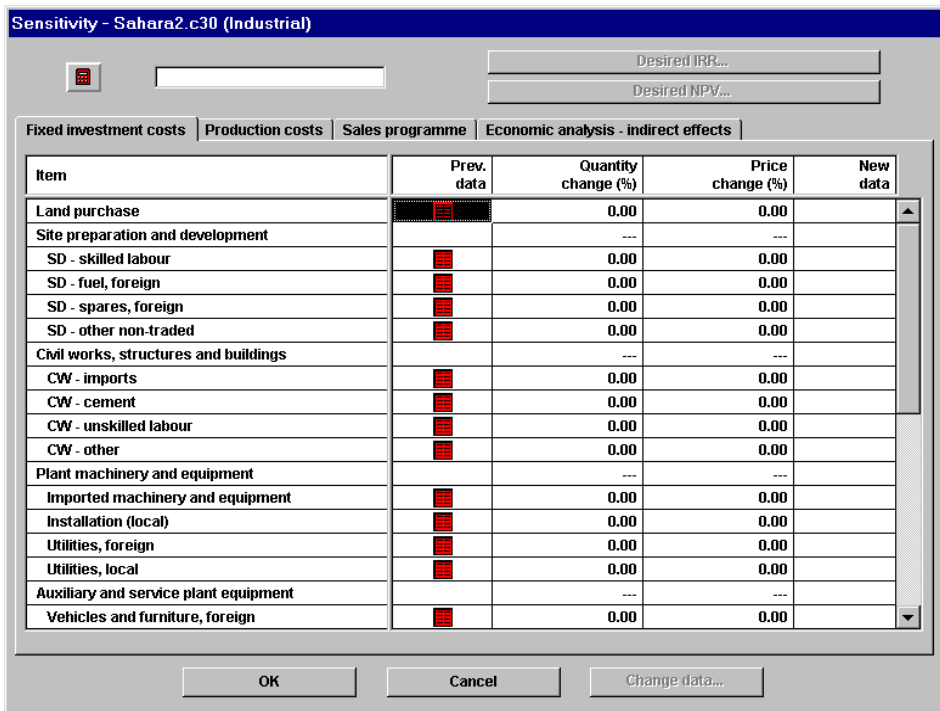 Sensitivity - Sahara2.c30 (Industrial)
Desired IRR...
Desired NPV...
Fixed investment costs Production costs Sales programme Economic analysis - indirect effects
Item Prev. data Quantity change (%) Price change (%) New data
Land purchase 0.00 0.00
Site preparation and development --- ---
SD - skilled labour 0.00 0.00
SD - fuel, foreign 0.00 0.00
SD - spares, foreign 0.00 0.00
SD - other non-traded 0.00 0.00
Civil works, structures and buildings --- ---
CW - imports 0.00 0.00
CW - cement 0.00 0.00
CW - unskilled labour 0.00 0.00
CW - other 0.00 0.00
Plant machinery and equipment --- ---
Imported machinery and equipment 0.00 0.00
Installation (local) 0.00 0.00
Utilities, foreign 0.00 0.00
Utilities, local 0.00 0.00
Auxiliary and service plant equipment --- ---
Vehicles and furniture, foreign 0.00 0.00
OK Cancel Change data...